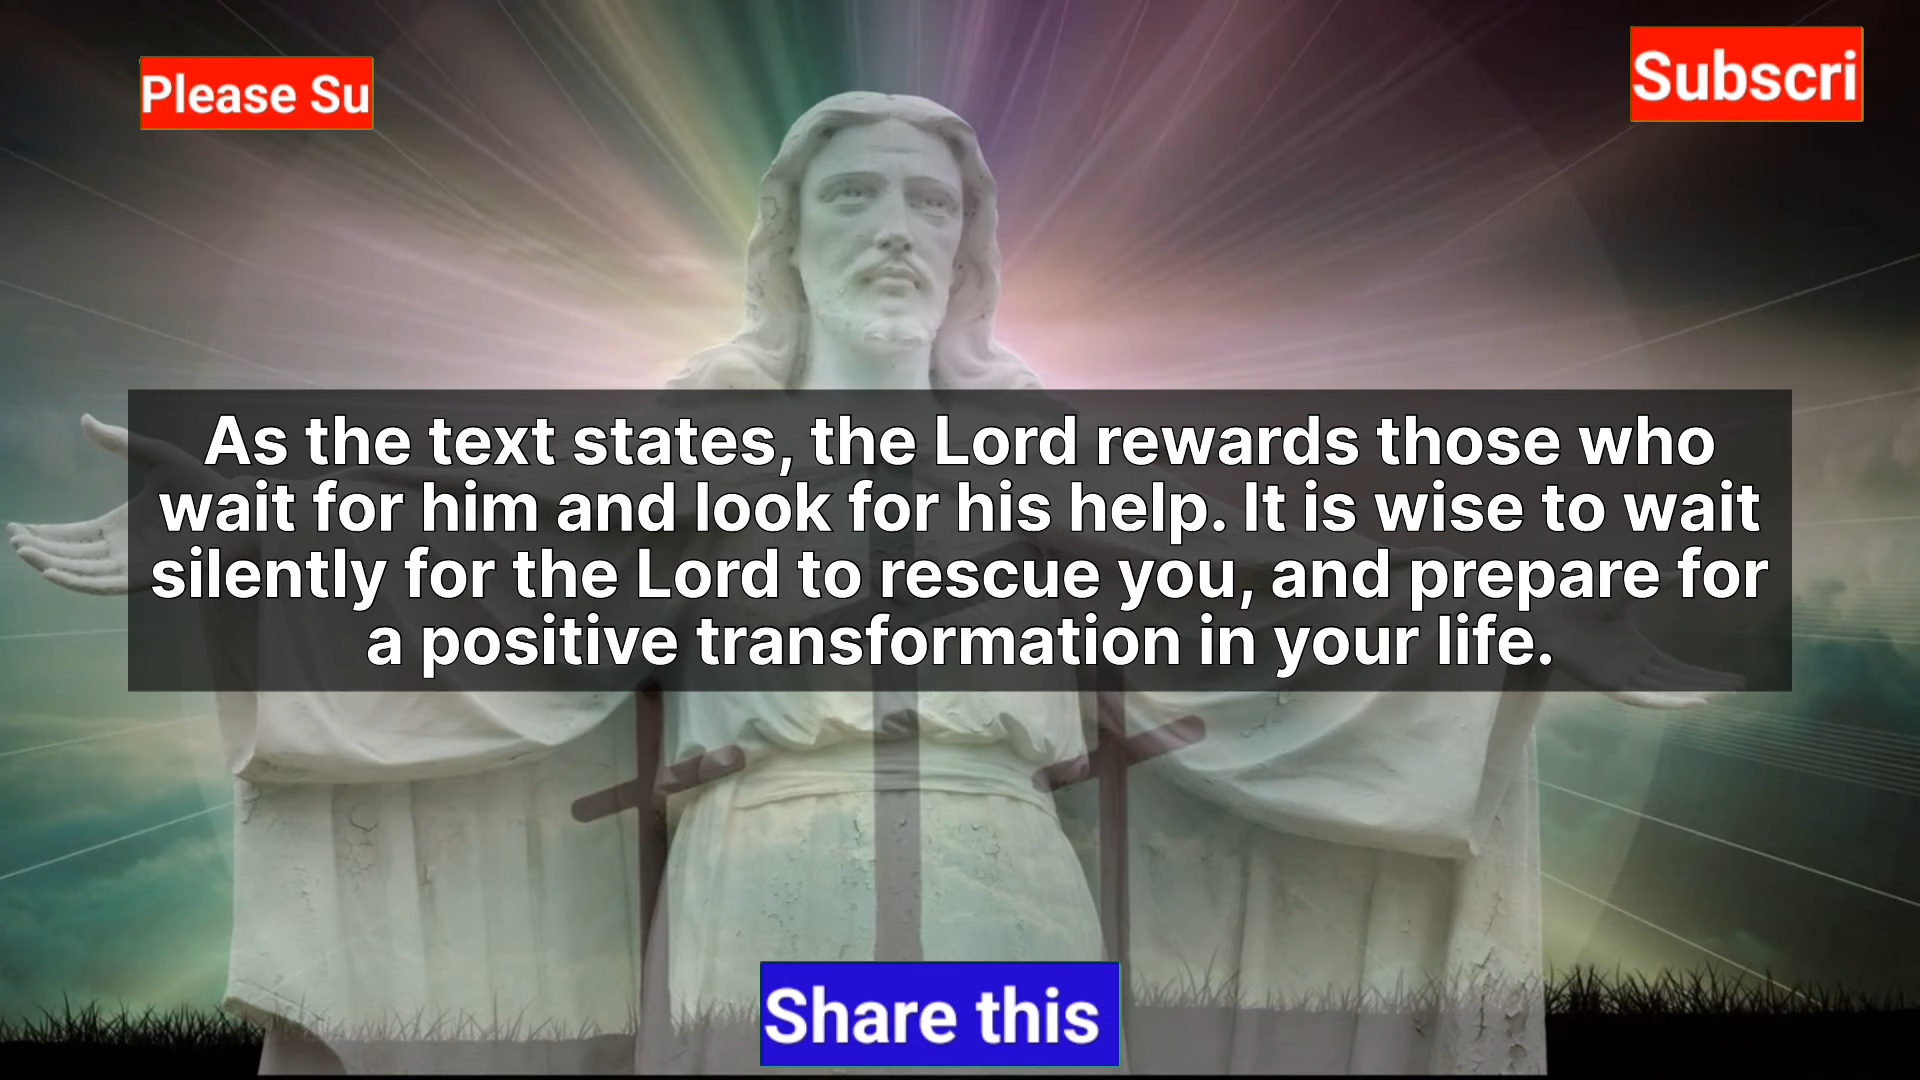 Please Su
Subscri
As the text states, the Lord rewards those who
wait for him and look for his help. It is wise to wait
silently for the Lord to rescue you, and prepare for
a positive transformation in your life.
Share this